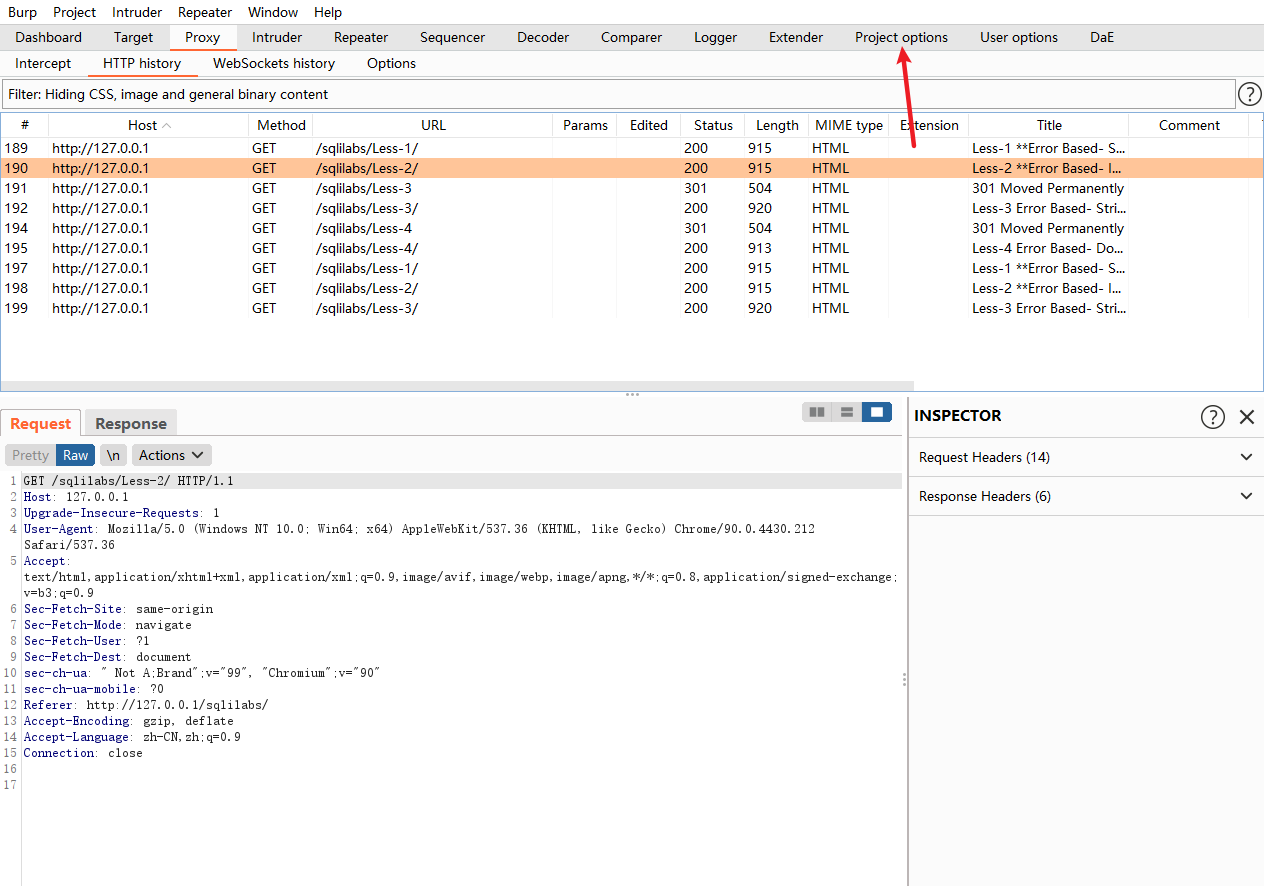 Burp Project Intruder Repeater Window Help
Dashboard Target Proxy Intruder Repeater Sequencer Decoder Comparer Logger Extender Project options User options DaE
Intercept HTTP history WebSockets history Options
Filter: Hiding CSS, image and general binary content ?
# Host Method URL Params Edited Status Length MIME type Extension Title Comment
189 http://127.0.0.1 GET /sqlilabs/Less-1/ 200 915 HTML Less-1 **Error Based- S...
190 http://127.0.0.1 GET /sqlilabs/Less-2/ 200 915 HTML Less-2 **Error Based- I...
191 http://127.0.0.1 GET /sqlilabs/Less-3 301 504 HTML 301 Moved Permanently
192 http://127.0.0.1 GET /sqlilabs/Less-3/ 200 920 HTML Less-3 Error Based- Stri...
194 http://127.0.0.1 GET /sqlilabs/Less-4 301 504 HTML 301 Moved Permanently
195 http://127.0.0.1 GET /sqlilabs/Less-4/ 200 913 HTML Less-4 Error Based- Do...
197 http://127.0.0.1 GET /sqlilabs/Less-1/ 200 915 HTML Less-1 **Error Based- S...
198 http://127.0.0.1 GET /sqlilabs/Less-2/ 200 915 HTML Less-2 **Error Based- I...
199 http://127.0.0.1 GET /sqlilabs/Less-3/ 200 920 HTML Less-3 Error Based- Stri...
Request Response
Pretty Raw \n Actions
1 GET /sqlilabs/Less-2/ HTTP/1.1
2 Host: 127.0.0.1
3 Upgrade-Insecure-Requests: 1
4 User-Agent: Mozilla/5.0 (Windows NT 10.0; Win64; x64) AppleWebKit/537.36 (KHTML, like Gecko) Chrome/90.0.4430.212
Safari/537.36
5 Accept:
text/html,application/xhtml+xml,application/xml;q=0.9,image/avif,image/webp,image/apng,*/*;q=0.8,application/signed-exchange;
v=b3;q=0.9
6 Sec-Fetch-Site: same-origin
7 Sec-Fetch-Mode: navigate
8 Sec-Fetch-User: ?1
9 Sec-Fetch-Dest: document
10 sec-ch-ua: " Not A;Brand";v="99", "Chromium";v="90"
11 sec-ch-ua-mobile: ?0
12 Referer: http://127.0.0.1/sqlilabs/
13 Accept-Encoding: gzip, deflate
14 Accept-Language: zh-CN,zh;q=0.9
15 Connection: close
16
17
INSPECTOR ?
Request Headers (14)
Response Headers (6)